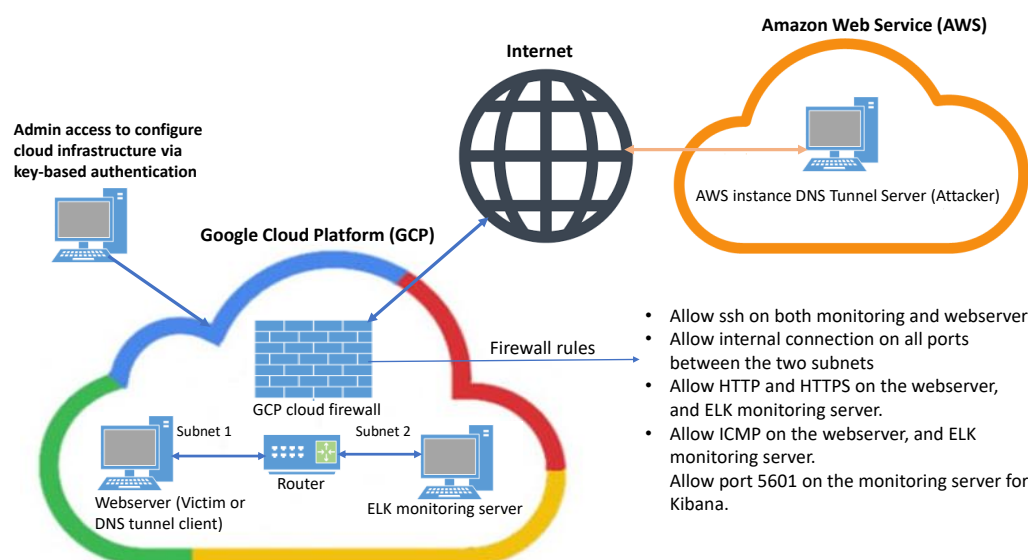 Amazon Web Service (AWS)
Internet
Admin access to configure
cloud infrastructure via
key-based authentication
AWS instance DNS Tunnel Server (Attacker)
Google Cloud Platform (GCP)
Firewall rules
GCP cloud firewall
Subnet 1
Subnet 2
Router
Webserver (Victim or
DNS tunnel client)
ELK monitoring server
• Allow ssh on both monitoring and webserver
• Allow internal connection on all ports
between the two subnets
• Allow HTTP and HTTPS on the webserver,
and ELK monitoring server.
• Allow ICMP on the webserver, and ELK
monitoring server.
Allow port 5601 on the monitoring server for
Kibana.